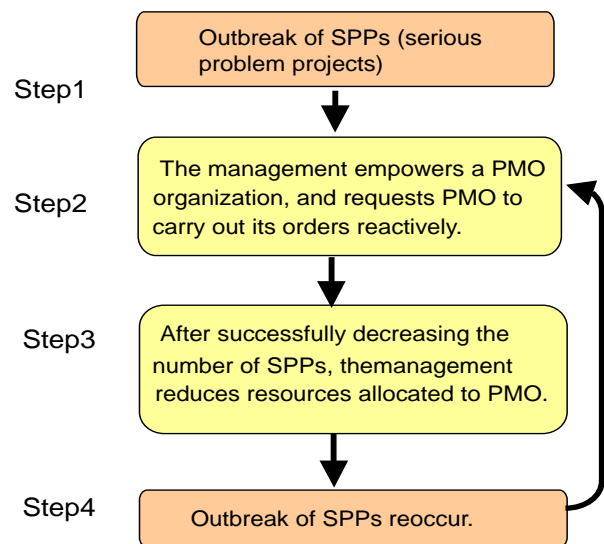 Outbreak of SPPs (serious
problem projects)
Step1
The management empowers a PMO
organization, and requests PMO to
carry out its orders reactively.
Step2
After successfully decreasing the
number of SPPs, themanagement
reduces resources allocated to PMO.
Step3
Outbreak of SPPs reoccur.
Step4